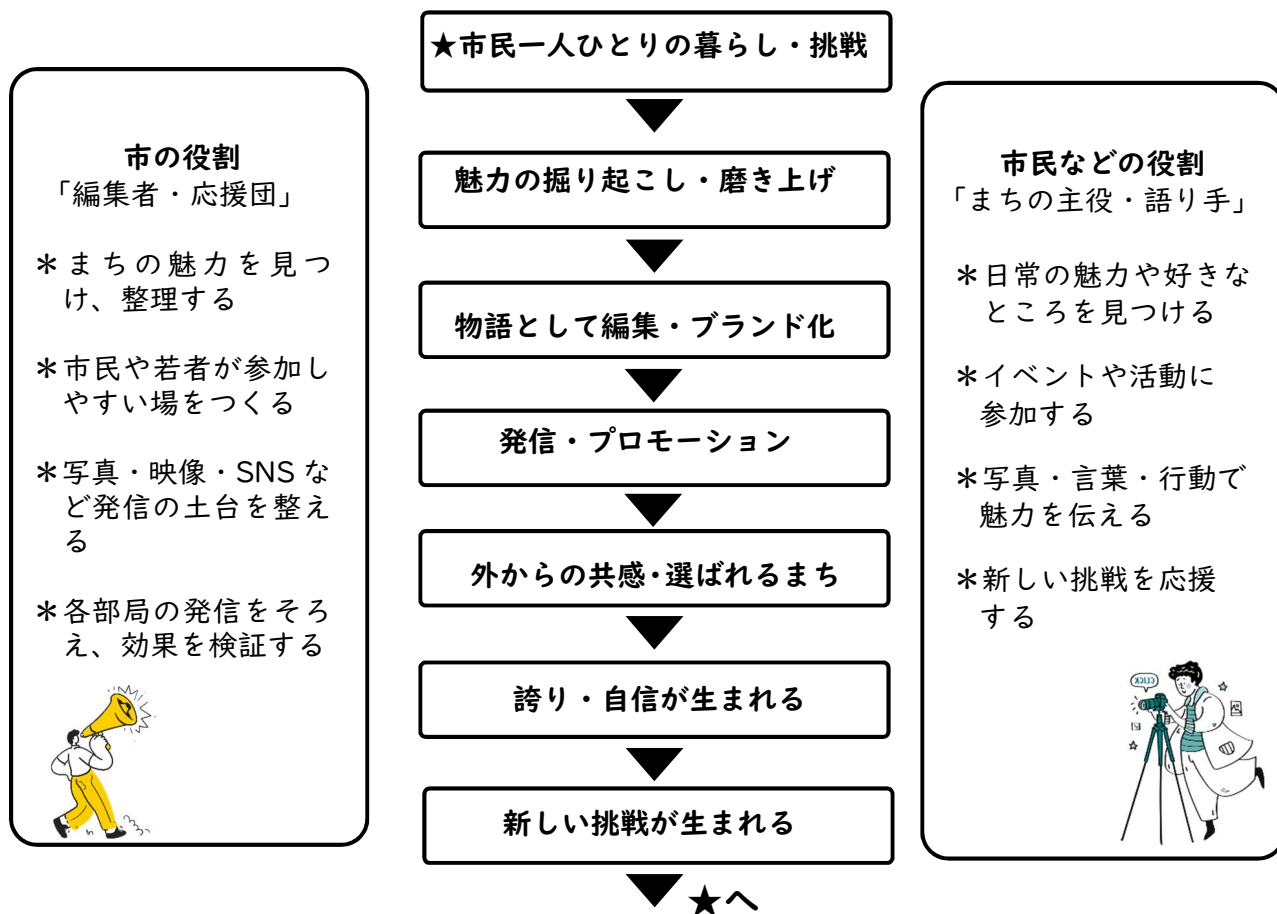 ★市民一人ひとりの暮らし・挑戦
魅力の掘り起こし・磨き上げ
物語として編集・ブランド化
発信・プロモーション
外からの共感・選ばれるまち
誇り・自信が生まれる
新しい挑戦が生まれる
★へ
市の役割
「編集者・応援団」
＊まちの魅力を見つ
け、整理する
＊市民や若者が参加し
やすい場をつくる
＊写真・映像・SNS な
ど発信の土台を整え
る
＊各部局の発信をそろ
え、効果を検証する
市民などの役割
「まちの主役・語り手」
＊日常の魅力や好きな
ところを見つける
＊イベントや活動に
参加する
＊写真・言葉・行動で
魅力を伝える
＊新しい挑戦を応援
する
CLICK